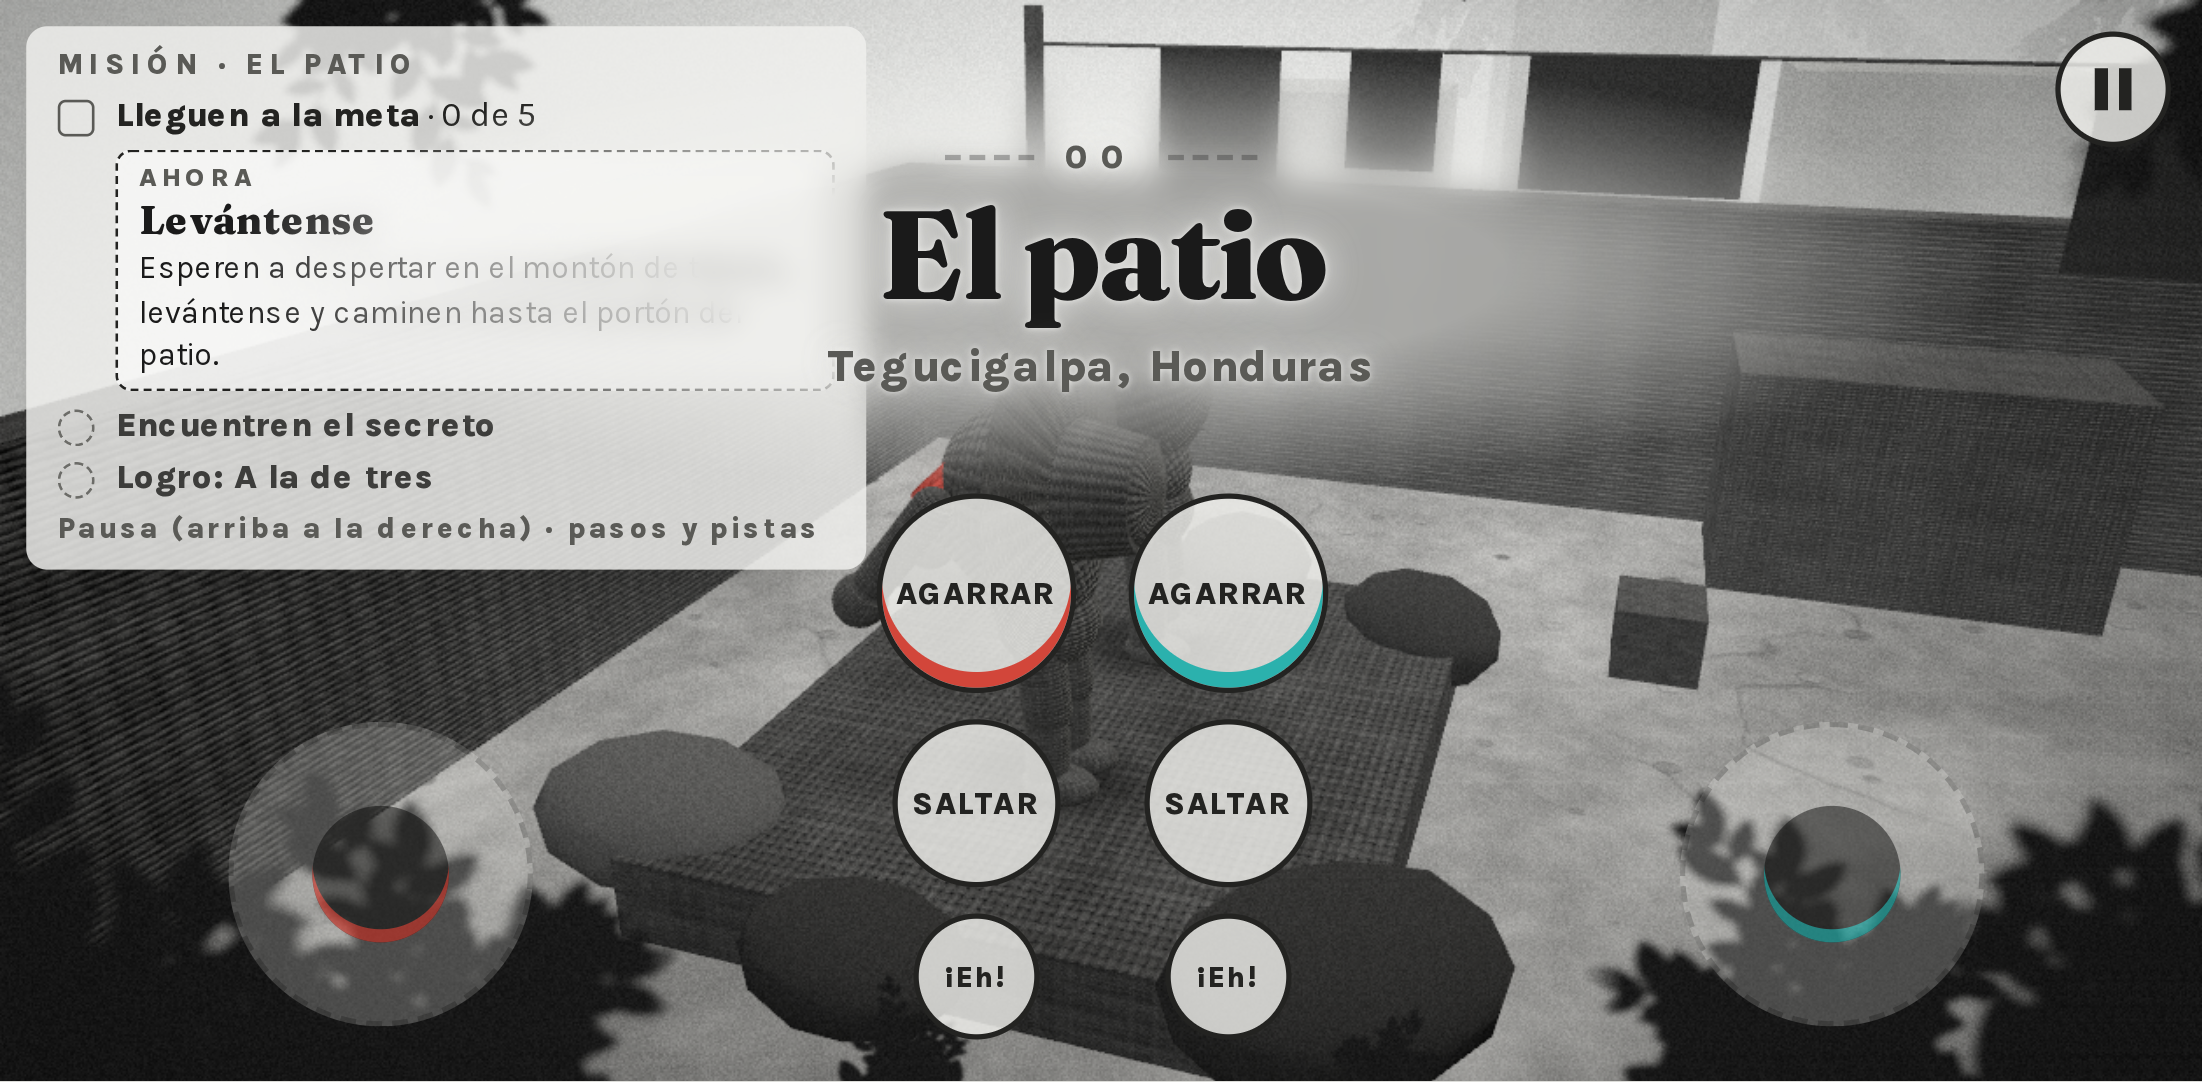 MISIÓN · EL PATIO
Lleguen a la meta · 0 de 5
AHORA
Levántense
Esperen a despertar en el montón de
levántense y caminen hasta el portón del
patio.
Encuentren el secreto
Logro: A la de tres
Pausa (arriba a la derecha) · pasos y pistas
00
El patio
Tegucigalpa, Honduras
AGARRAR AGARRAR
SALTAR SALTAR
¡Eh! ¡Eh!